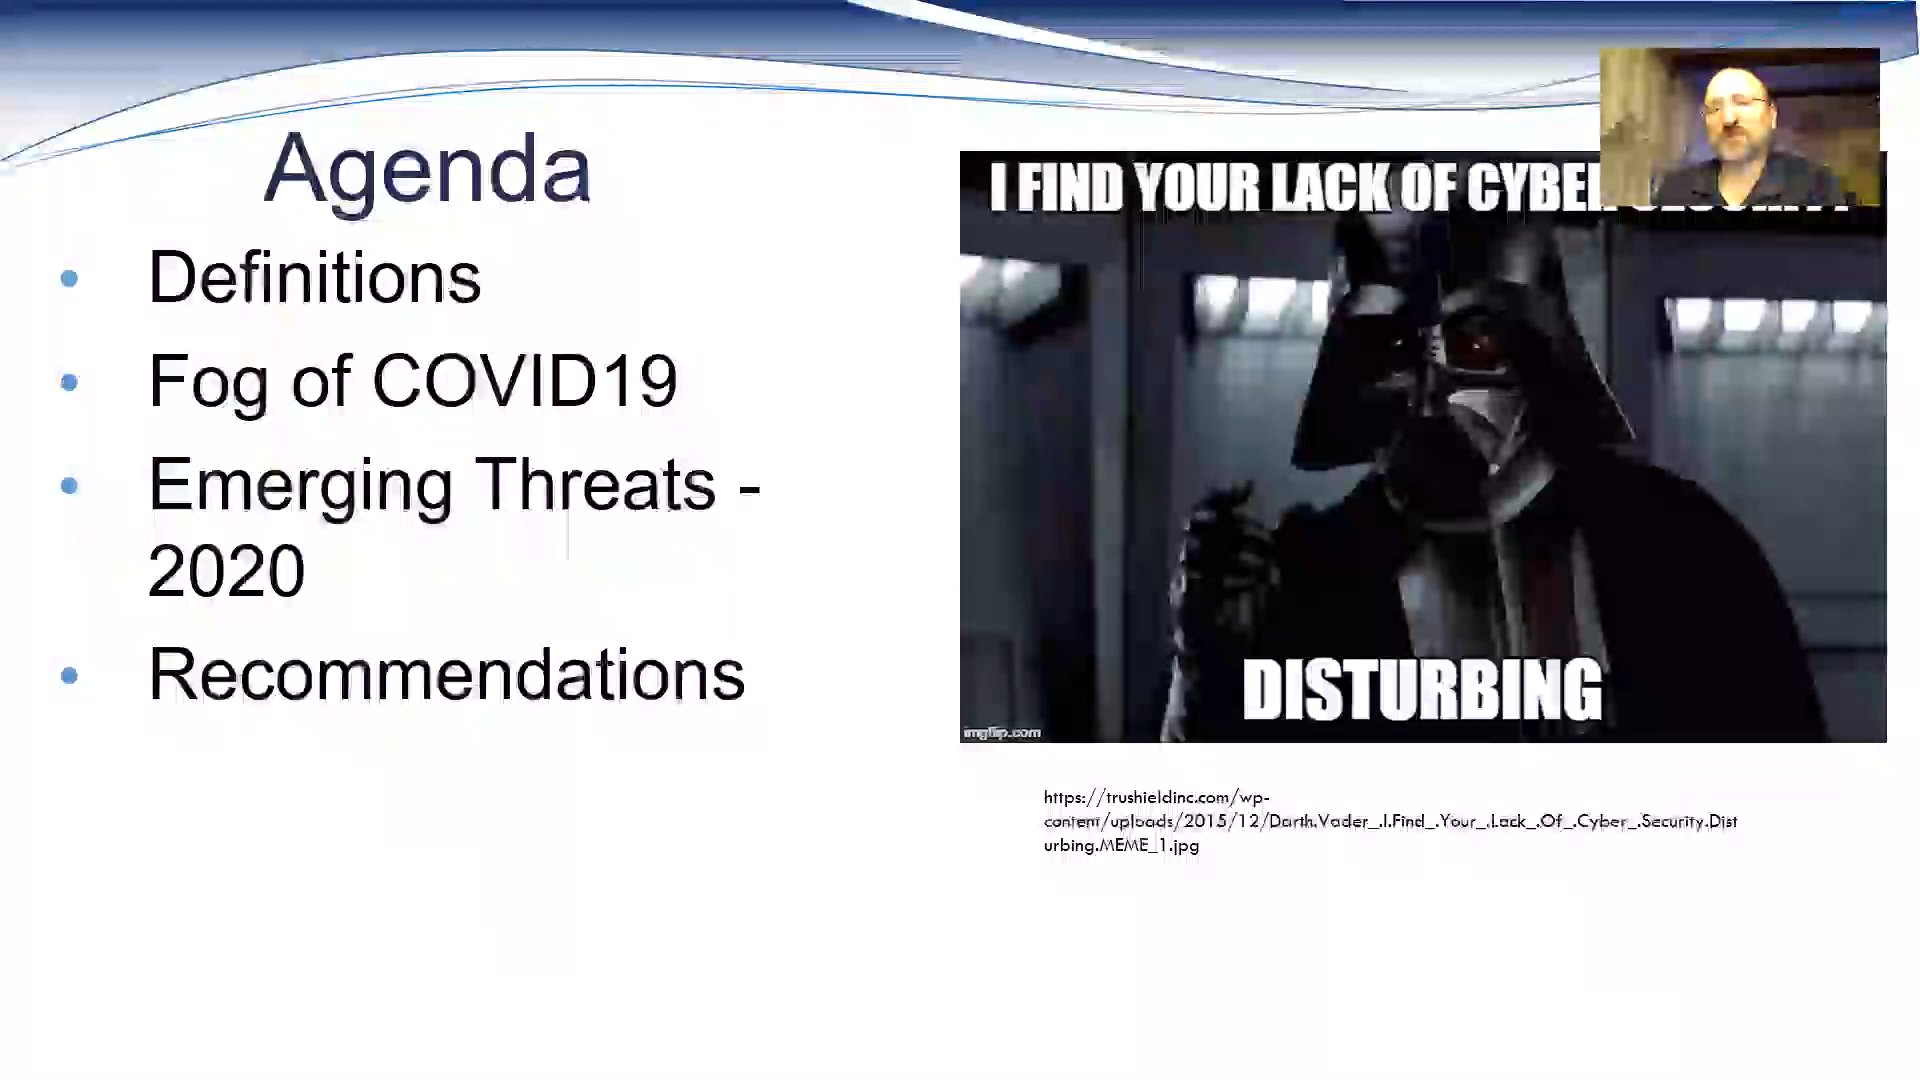 Agenda
• Definitions
• Fog of COVID19
• Emerging Threats -
2020
• Recommendations
I FIND YOUR LACK OF CYBER
DISTURBING
imgflip.com
https://trushieldinc.com/wp-
content/uploads/2015/12/Darth.Vader_.I.Find_.Your_.Lack_.Of_.Cyber_.Security.Dist
urbing.MEME_1.jpg